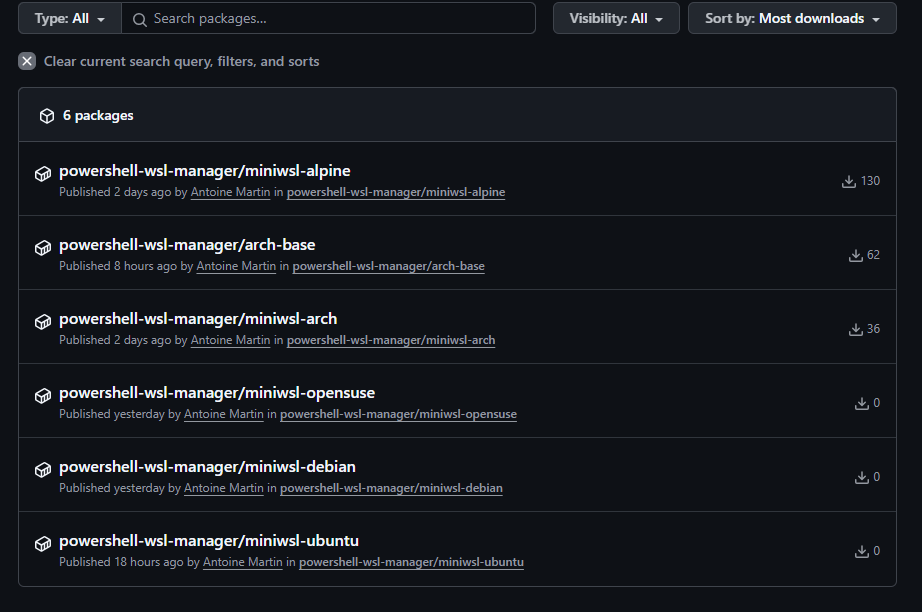 Type: All
Search packages...
Visibility: All
Sort by: Most downloads
Clear current search query, filters, and sorts
6 packages
powershell-wsl-manager/miniwsl-alpine
Published 2 days ago by Antoine Martin in powershell-wsl-manager/miniwsl-alpine
130
powershell-wsl-manager/arch-base
Published 8 hours ago by Antoine Martin in powershell-wsl-manager/arch-base
62
powershell-wsl-manager/miniwsl-arch
Published 2 days ago by Antoine Martin in powershell-wsl-manager/miniwsl-arch
36
powershell-wsl-manager/miniwsl-opensuse
Published yesterday by Antoine Martin in powershell-wsl-manager/miniwsl-opensuse
0
powershell-wsl-manager/miniwsl-debian
Published yesterday by Antoine Martin in powershell-wsl-manager/miniwsl-debian
0
powershell-wsl-manager/miniwsl-ubuntu
Published 18 hours ago by Antoine Martin in powershell-wsl-manager/miniwsl-ubuntu
0